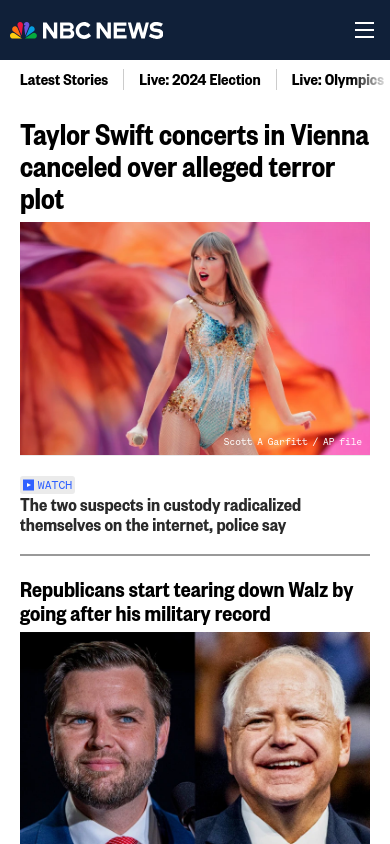 NBC NEWS
Latest Stories
Live: 2024 Election
Live: Olympics
Taylor Swift concerts in Vienna
canceled over alleged terror
plot
Scott A Garfitt / AP file
WATCH
The two suspects in custody radicalized
themselves on the internet, police say
Republicans start tearing down Walz by
going after his military record